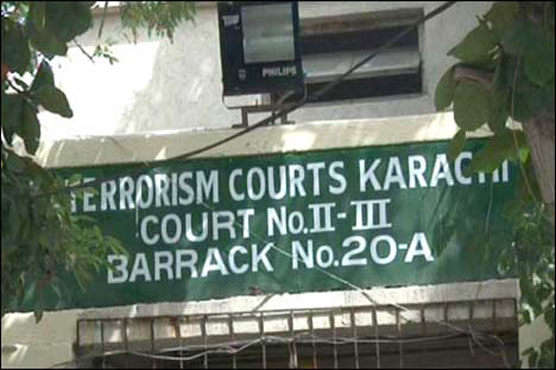 PHILIPS
TERRORISM COURTS KARACHI
COURT No.II-III
BARRACK No.20-A